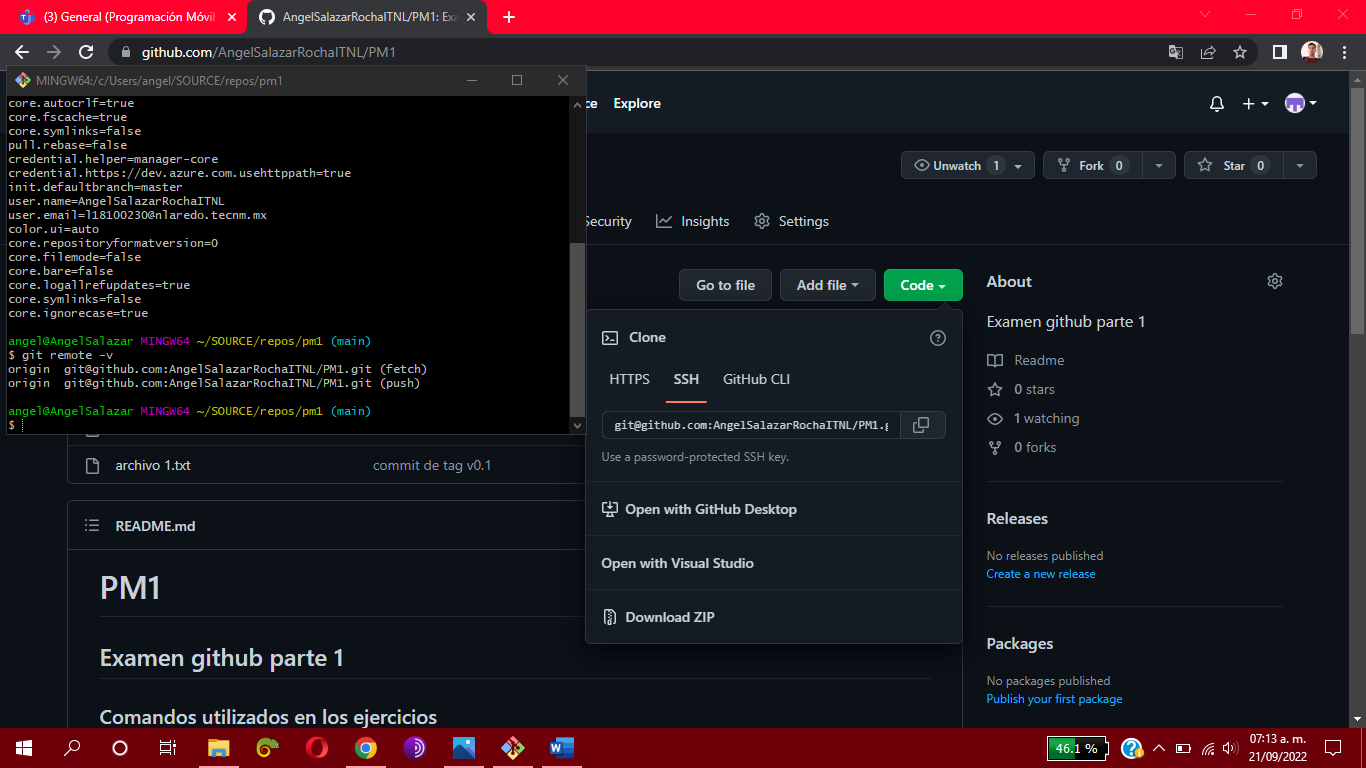 (3) General (Programación Móvil
AngelSalazarRochaITNL/PM1: Exa
github.com/AngelSalazarRochaITNL/PM1
MINGW64:/c/Users/angel/SOURCE/repos/pm1
core.autocrlf=true
core.fscache=true
core.symlinks=false
pull.rebase=false
credential.helper=manager-core
credential.https://dev.azure.com.usehttppath=true
init.defaultbranch=master
user.name=AngelSalazarRochaITNL
user.email=l18100230@nlaredo.tecnm.mx
color.ui=auto
core.repositoryformatversion=0
core.filemode=false
core.bare=false
core.logallrefupdates=true
core.symlinks=false
core.ignorecase=true
angel@AngelSalazar MINGW64 ~/SOURCE/repos/pm1 (main)
$ git remote -v
origin  git@github.com:AngelSalazarRochaITNL/PM1.git (fetch)
origin  git@github.com:AngelSalazarRochaITNL/PM1.git (push)
angel@AngelSalazar MINGW64 ~/SOURCE/repos/pm1 (main)
$
ce Explore
Unwatch 1 Fork 0 Star 0
Security Insights Settings
Go to file Add file Code
Clone
HTTPS SSH GitHub CLI
git@github.com:AngelSalazarRochaITNL/PM1.g
Use a password-protected SSH key.
Open with GitHub Desktop
Open with Visual Studio
Download ZIP
archivo 1.txt commit de tag v0.1
README.md
PM1
Examen github parte 1
Comandos utilizados en los ejercicios
About
Examen github parte 1
Readme
0 stars
1 watching
0 forks
Releases
No releases published
Create a new release
Packages
No packages published
Publish your first package
46.1 %
07:13 a. m.
21/09/2022